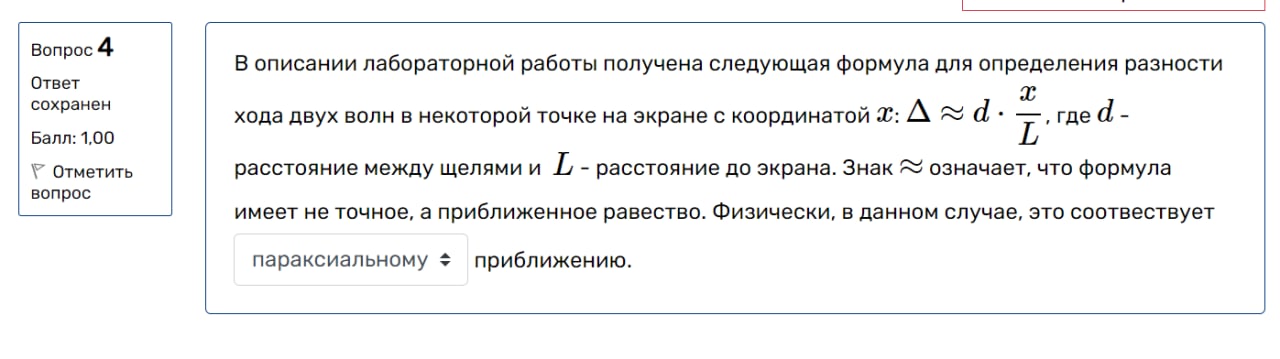 Вопрос 4
Ответ
сохранен
Балл: 1,00
Отметить
вопрос
В описании лабораторной работы получена следующая формула для определения разности
хода двух волн в некоторой точке на экране с координатой x: Δ ≈ d · x/L, где d -
расстояние между щелями и L - расстояние до экрана. Знак ≈ означает, что формула
имеет не точное, а приближенное равество. Физически, в данном случае, это соотвествует
параксиальному приближению.